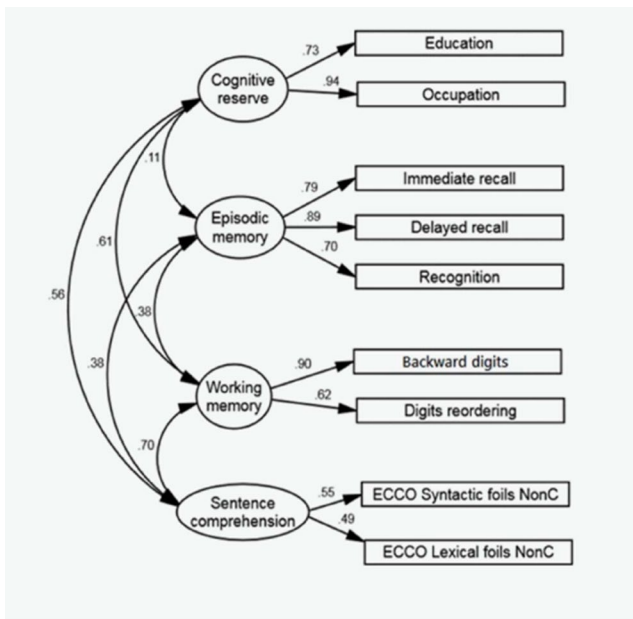 .73
Education
Cognitive
reserve
.94
Occupation
.11
.79
Immediate recall
Episodic
memory
.89
Delayed recall
.70
Recognition
.61
.56
.38
.38
.90
Backward digits
Working
memory
.62
Digits reordering
.70
Sentence
comprehension
.55
ECCO Syntactic foils NonC
.49
ECCO Lexical foils NonC